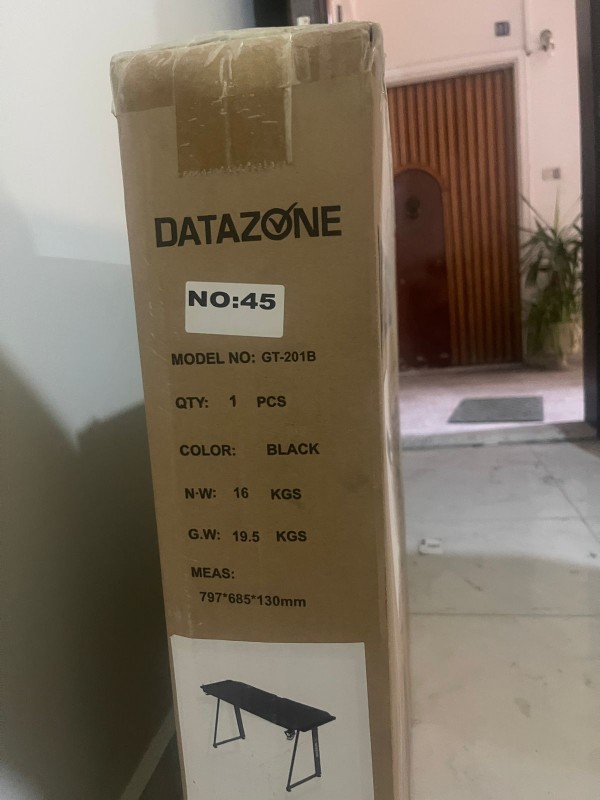 DATAZONE
NO:45
MODEL NO: GT-201B
QTY: 1 PCS
COLOR: BLACK
N·W: 16 KGS
G.W: 19.5 KGS
MEAS:
797*685*130mm